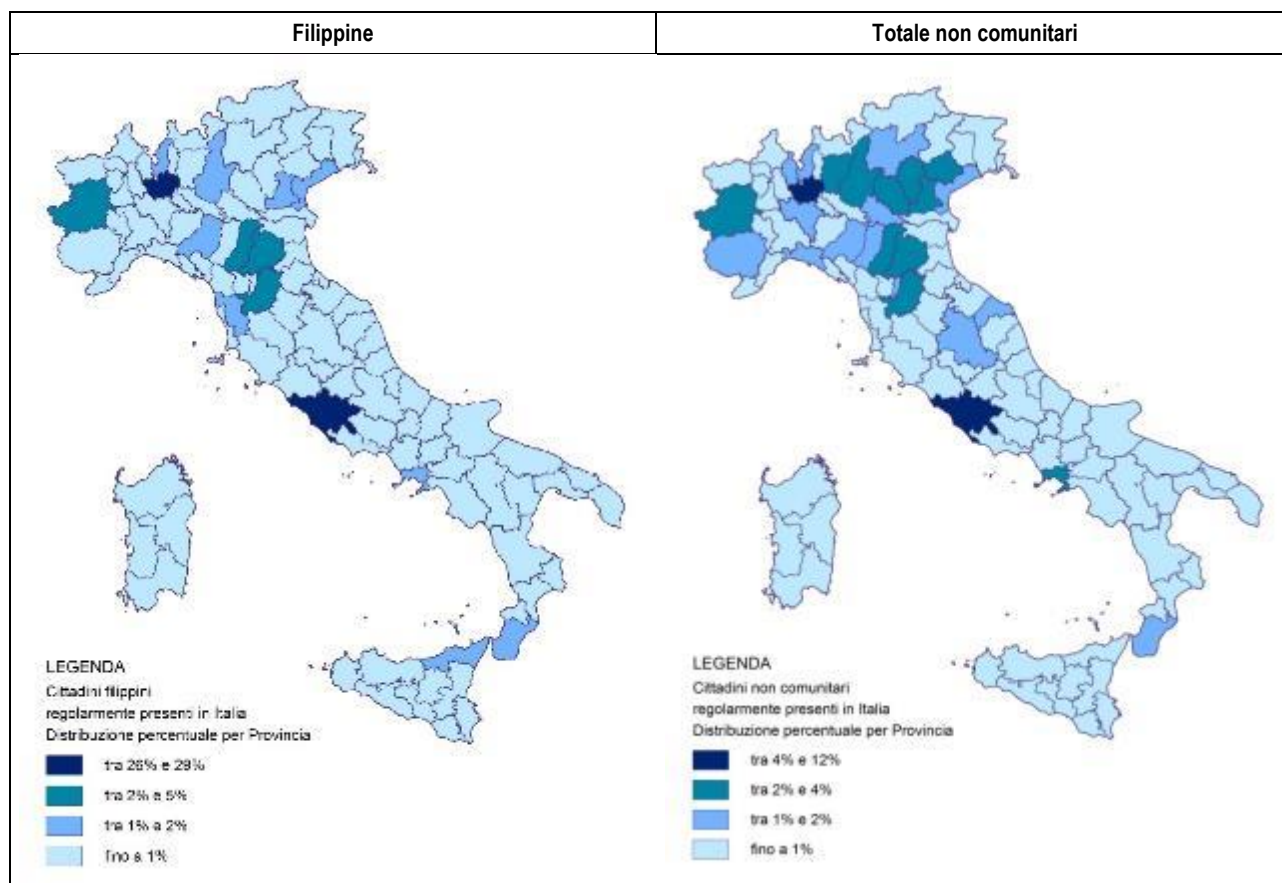 Filippine
Totale non comunitari
LEGENDA
Cittadini filippini
regolarmente presenti in Italia
Distribuzione percentuale per Provincia
tra 26% e 28%
tra 2% e 5%
tra 1% e 2%
fino a 1%
LEGENDA
Cittadini non comunitari
regolarmente presenti in Italia
Distribuzione percentuale per Provincia
tra 4% e 12%
tra 2% e 4%
tra 1% e 2%
fino a 1%